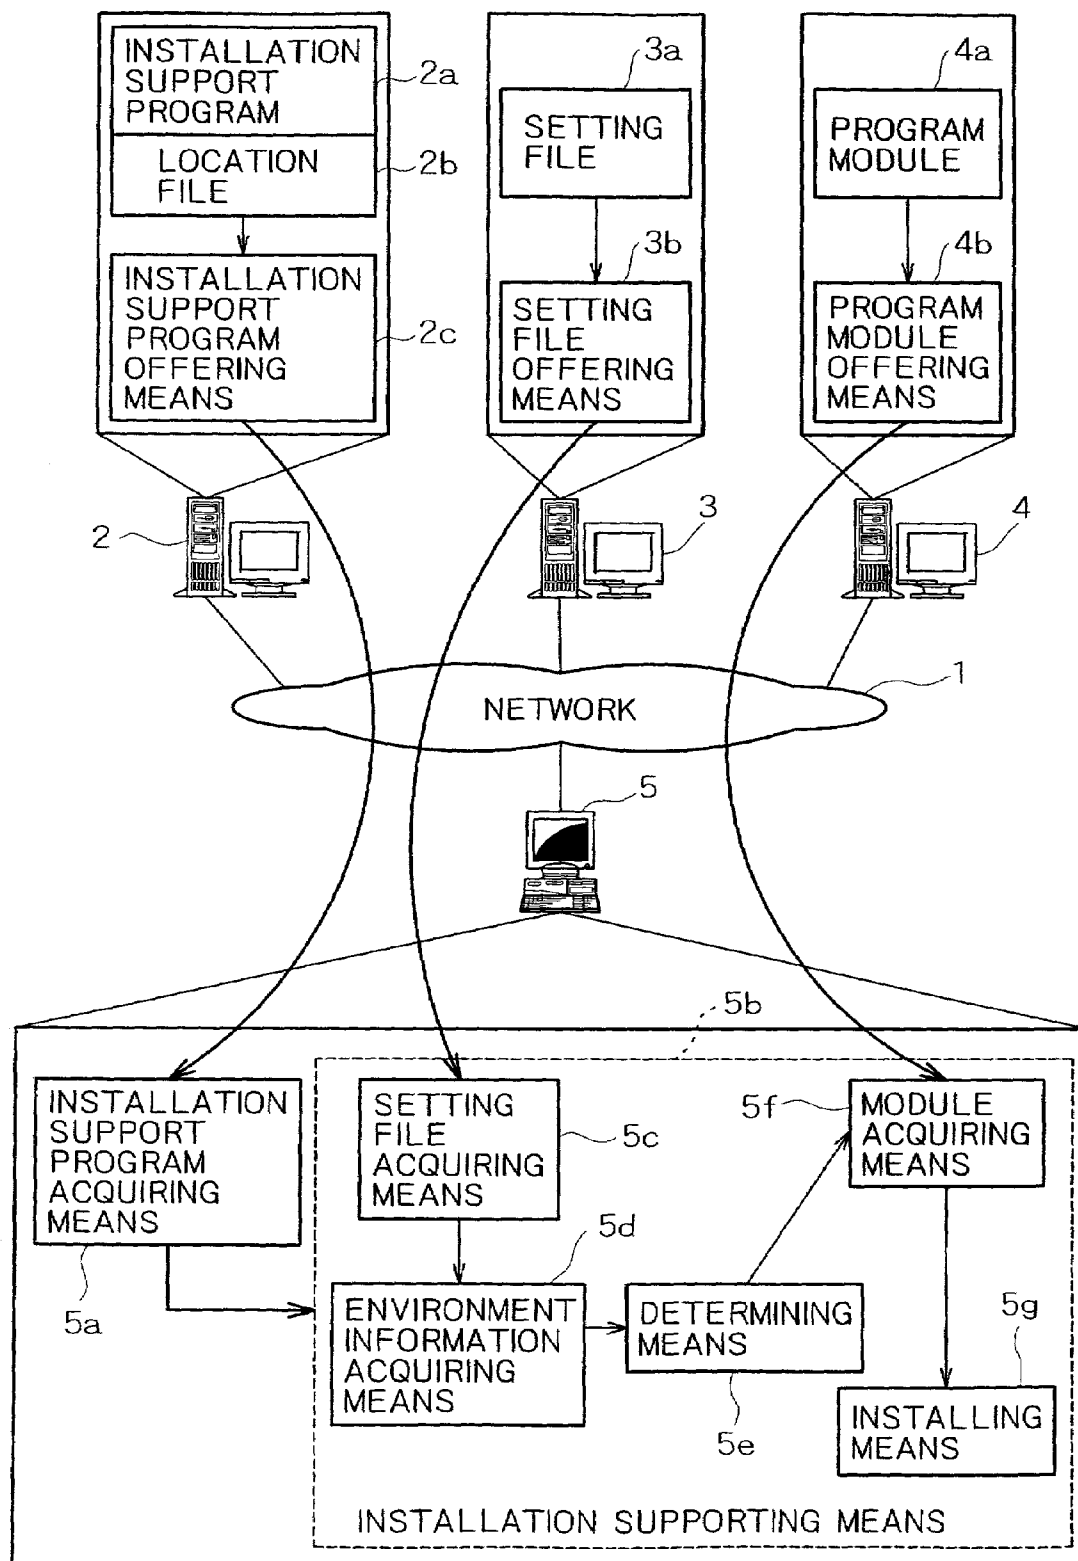 INSTALLATION
SUPPORT
PROGRAM
2a
LOCATION
FILE
2b
INSTALLATION
SUPPORT
PROGRAM
OFFERING
MEANS
2c
3a
SETTING
FILE
3b
SETTING
FILE
OFFERING
MEANS
4a
PROGRAM
MODULE
4b
PROGRAM
MODULE
OFFERING
MEANS
2
3
4
1
NETWORK
5
5b
INSTALLATION
SUPPORT
PROGRAM
ACQUIRING
MEANS
5a
SETTING
FILE
ACQUIRING
MEANS
5c
5d
ENVIRONMENT
INFORMATION
ACQUIRING
MEANS
DETERMINING
MEANS
5e
5f
MODULE
ACQUIRING
MEANS
5g
INSTALLING
MEANS
INSTALLATION SUPPORTING MEANS